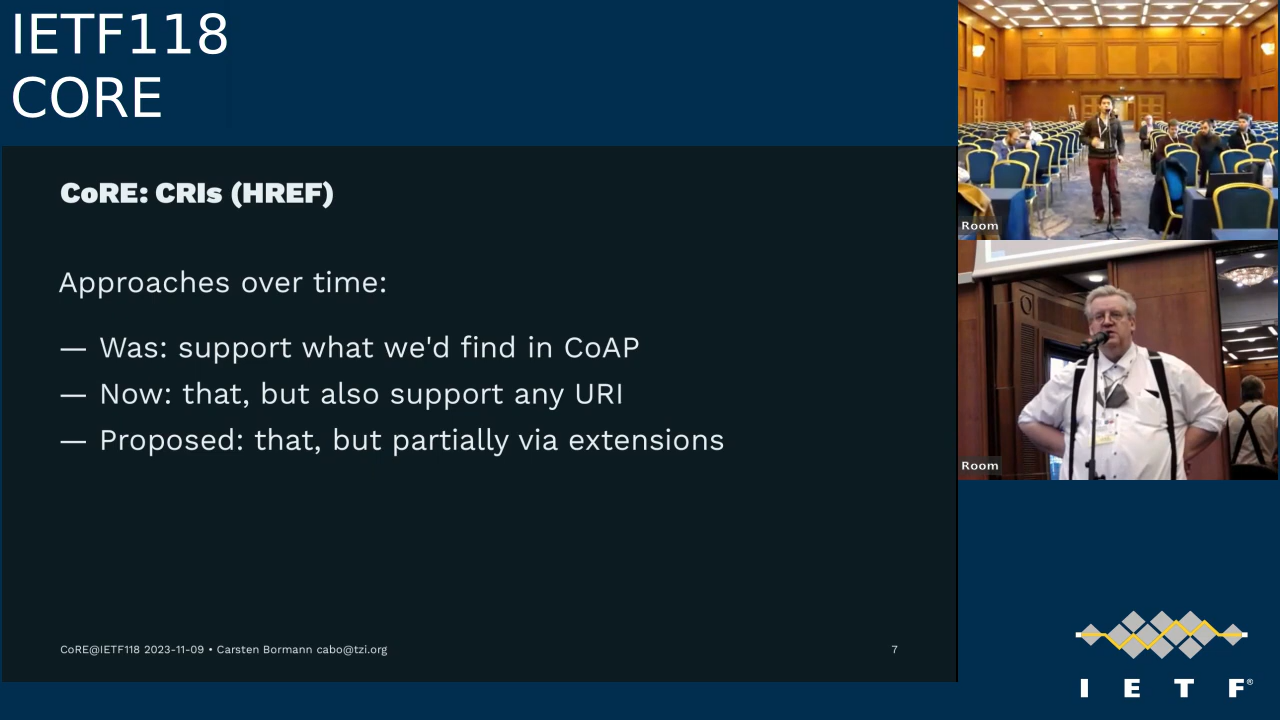 IETF118
CORE
CoRE: CRIs (HREF)
Approaches over time:
— Was: support what we'd find in CoAP
— Now: that, but also support any URI
— Proposed: that, but partially via extensions
CoRE@IETF118 2023-11-09 • Carsten Bormann cabo@tzi.org
7
Room
Room
I E T F®